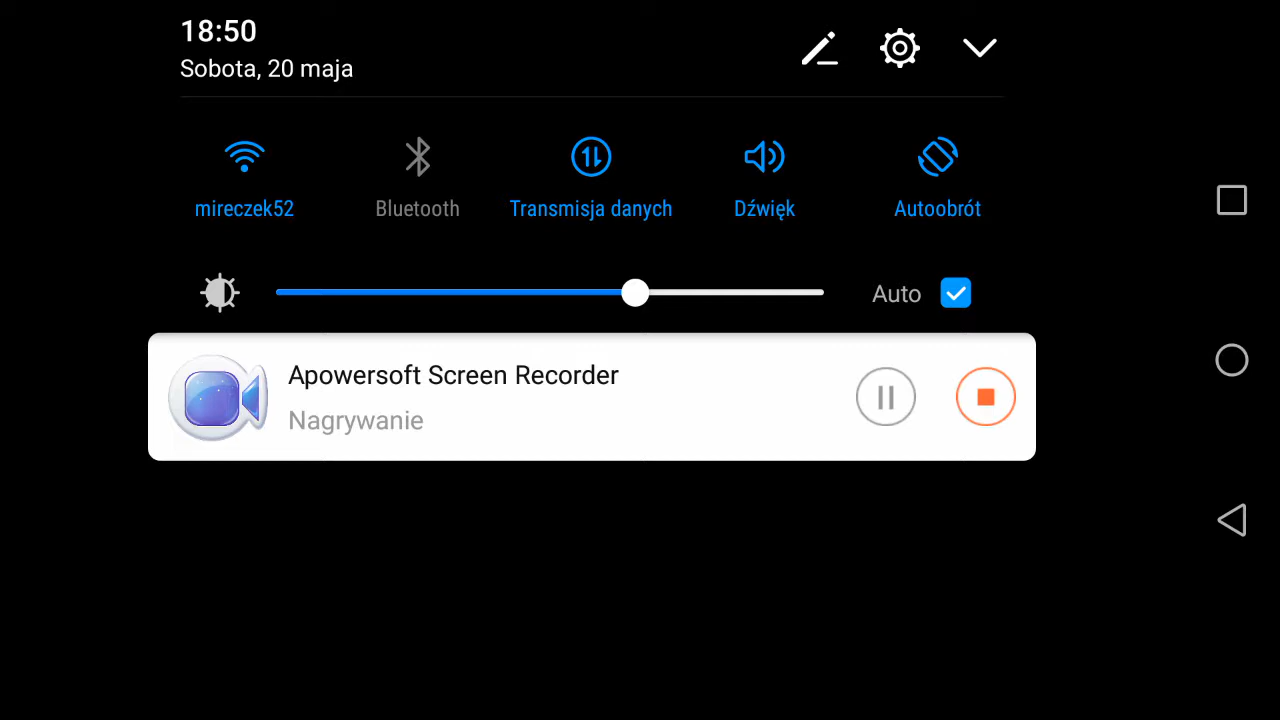 18:50
Sobota, 20 maja
mireczek52
Bluetooth
Transmisja danych
Dźwięk
Autoobrót
Auto
Apowersoft Screen Recorder
Nagrywanie